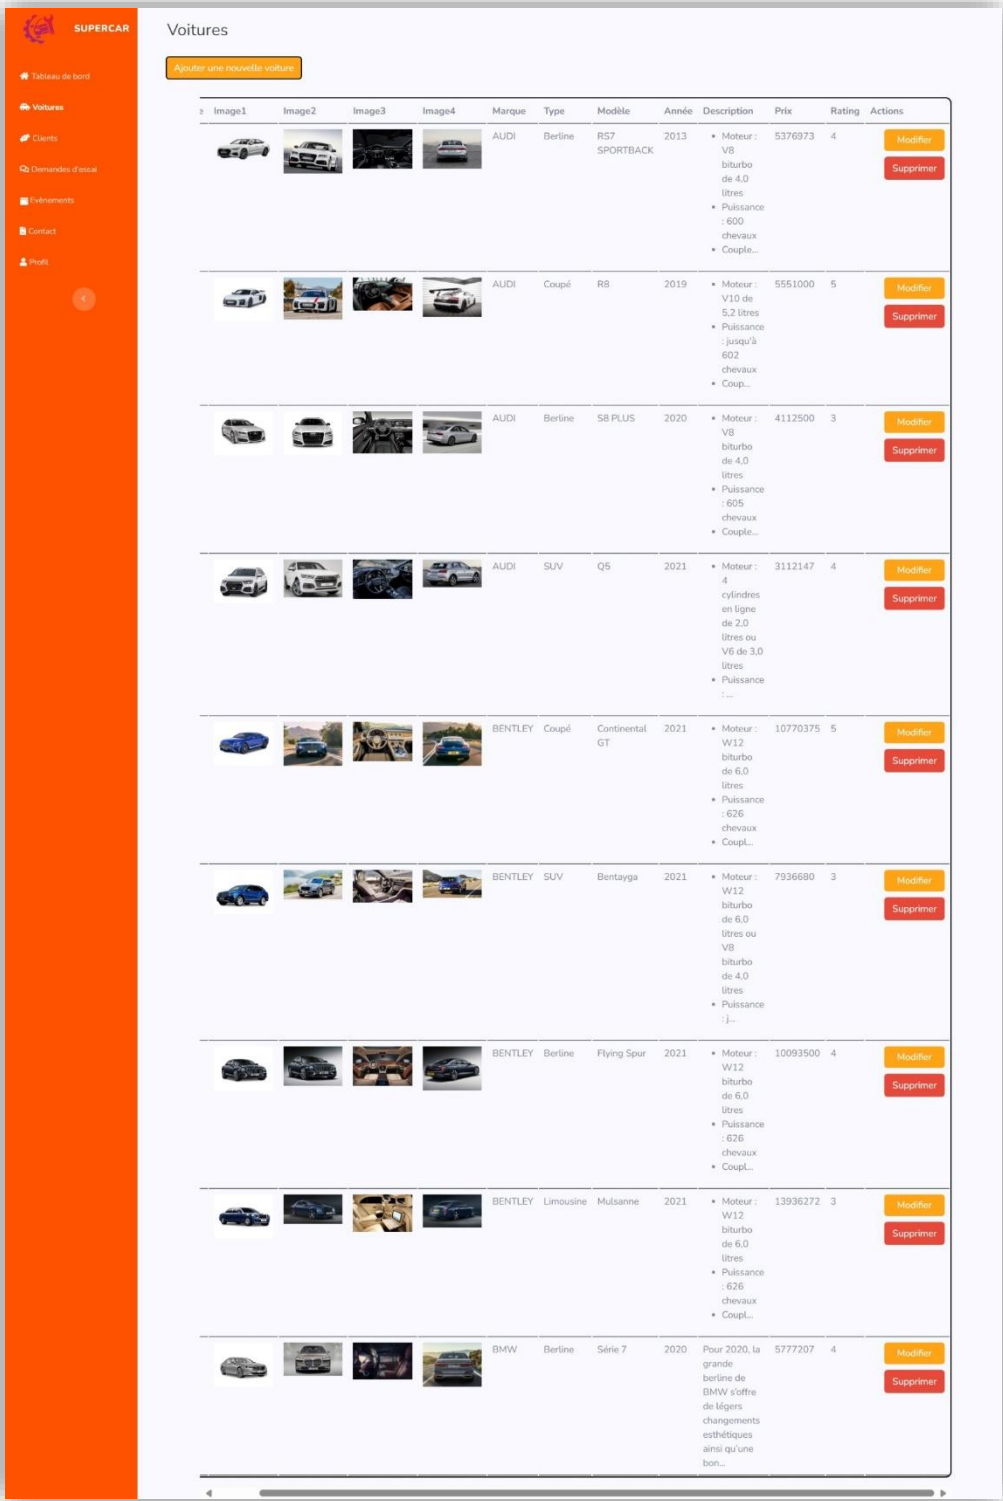 SUPERCAR
Tableau de bord
Voitures
Clients
Demandes d'essai
Evénements
Contact
Profil
Voitures
Ajouter une nouvelle voiture
e Image1 Image2 Image3 Image4 Marque Type Modèle Année Description Prix Rating Actions
AUDI Berline RS7 2013 • Moteur : 5376973 4 Modifier
SPORTBACK V8
biturbo Supprimer
de 4.0
litres
• Puissance
: 600
chevaux
• Couple...
AUDI Coupé R8 2019 • Moteur : 5551000 5 Modifier
V10 de
5,2 litres Supprimer
• Puissance
: jusqu'à
602
chevaux
• Coup...
AUDI Berline S8 PLUS 2020 • Moteur : 4112500 3 Modifier
V8
biturbo Supprimer
de 4,0
litres
• Puissance
: 605
chevaux
• Couple...
AUDI SUV Q5 2021 • Moteur : 3112147 4 Modifier
4
cylindres Supprimer
en ligne
de 2,0
litres ou
V6 de 3,0
litres
• Puissance
: ...
BENTLEY Coupé Continental 2021 • Moteur : 10770375 5 Modifier
GT W12
biturbo Supprimer
de 6,0
litres
• Puissance
: 626
chevaux
• Coupl...
BENTLEY SUV Bentayga 2021 • Moteur : 7936680 3 Modifier
W12
biturbo Supprimer
de 6,0
litres ou
V8
biturbo
de 4,0
litres
• Puissance
: j...
BENTLEY Berline Flying Spur 2021 • Moteur : 10093500 4 Modifier
W12
biturbo Supprimer
de 6,0
litres
• Puissance
: 626
chevaux
• Coupl...
BENTLEY Limousine Mulsanne 2021 • Moteur : 13936272 3 Modifier
W12
biturbo Supprimer
de 6,0
litres
• Puissance
: 626
chevaux
• Coupl...
BMW Berline Série 7 2020 Pour 2020, la 5777207 4 Modifier
grande
berline de Supprimer
BMW s'offre
de légers
changements
esthétiques
ainsi qu'une
bon...